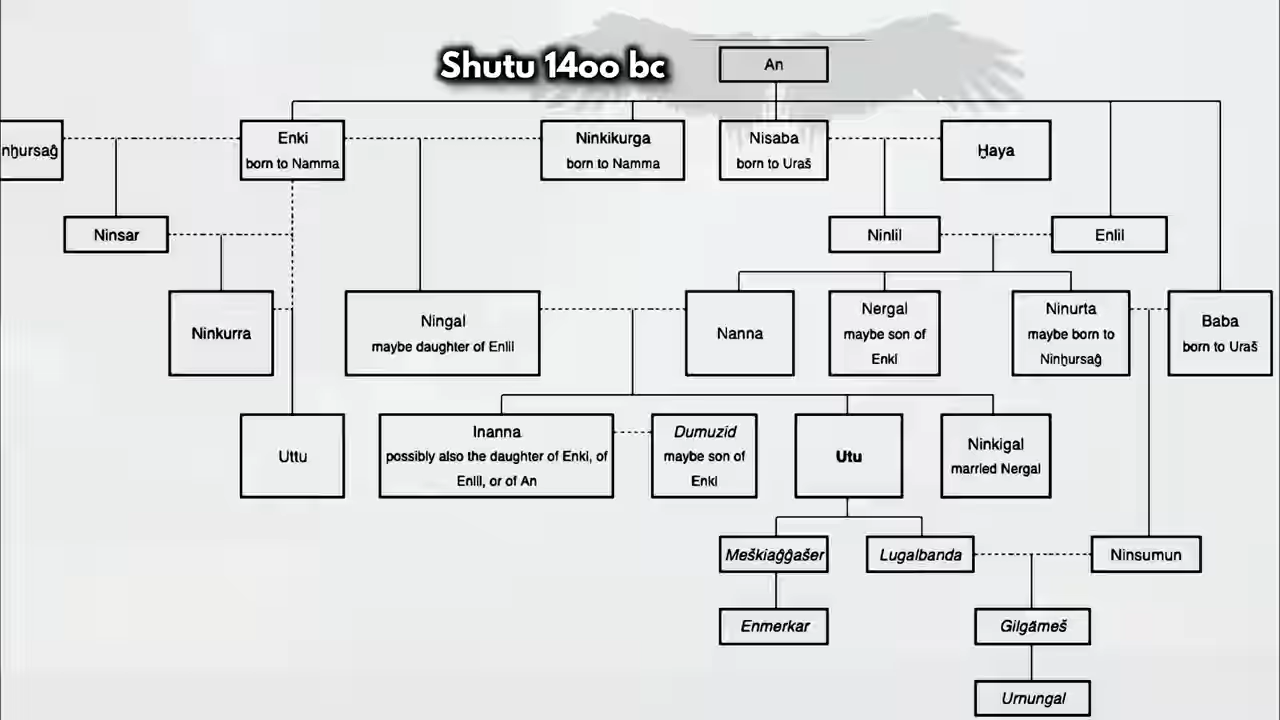 Shutu 14oo bc
An
nḫursaĝ
Enki
born to Namma
Ninkikurga
born to Namma
Nisaba
born to Uraš
Ḫaya
Ninsar
Ninlil
Enlil
Ninkurra
Ningal
maybe daughter of Enlil
Nanna
Nergal
maybe son of
Enki
Ninurta
maybe born to
Ninḫursaĝ
Baba
born to Uraš
Uttu
Inanna
possibly also the daughter of Enki, of
Enlil, or of An
Dumuzid
maybe son of
Enki
Utu
Ninkigal
married Nergal
Meškiaĝĝašer
Lugalbanda
Ninsumun
Enmerkar
Gilgāmeš
Urnungal